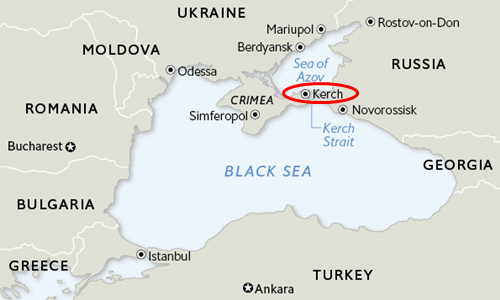 UKRAINE
Mariupol
Rostov-on-Don
Berdyansk
MOLDOVA
Sea of
Azov
RUSSIA
Odessa
CRIMEA
Kerch
ROMANIA
Simferopol
Novorossisk
Kerch
Strait
Bucharest
BLACK SEA
GEORGIA
BULGARIA
Istanbul
GREECE
TURKEY
Ankara